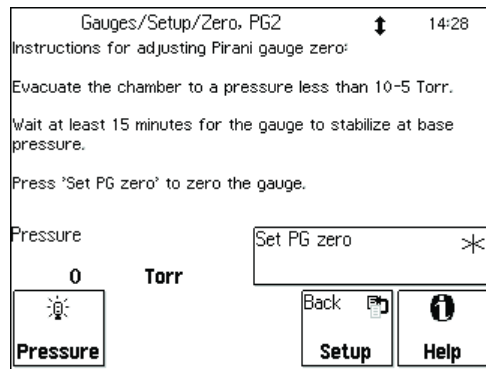 Gauges/Setup/Zero, PG2 14:28
Instructions for adjusting Pirani gauge zero:
Evacuate the chamber to a pressure less than 10-5 Torr.
Wait at least 15 minutes for the gauge to stabilize at base
pressure.
Press 'Set PG zero' to zero the gauge.
Pressure
0 Torr
Set PG zero
Pressure
Back
Setup
Help